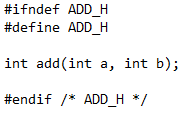 #ifndef ADD_H
#define ADD_H

int add(int a, int b);

#endif /* ADD_H */